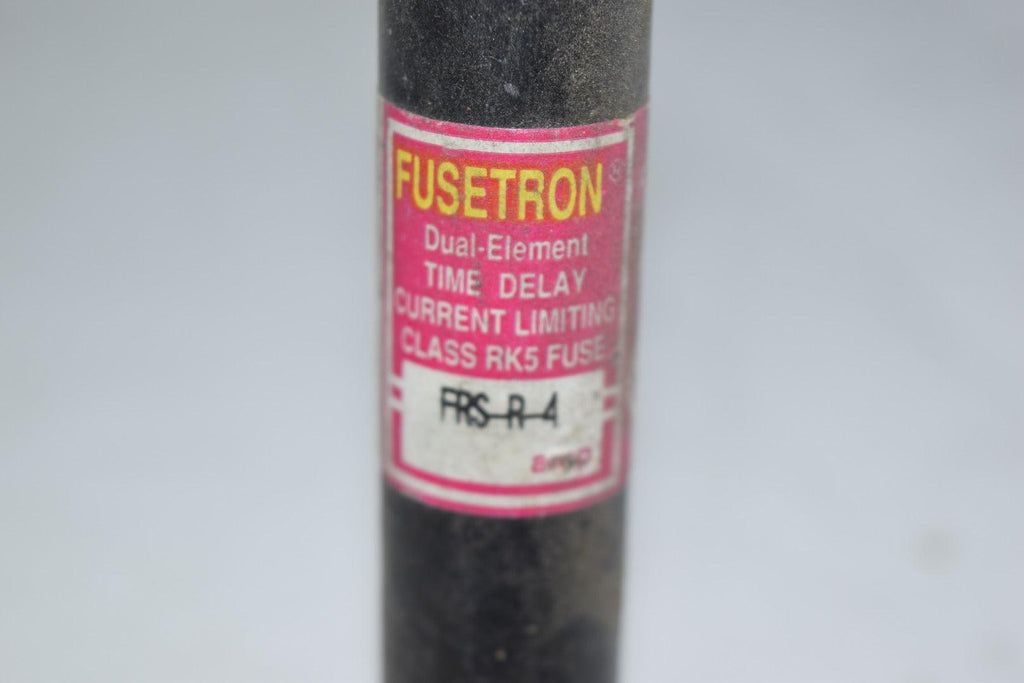 FUSETRON®
Dual-Element
TIME DELAY
CURRENT LIMITING
CLASS RK5 FUSE
FRS-R-4